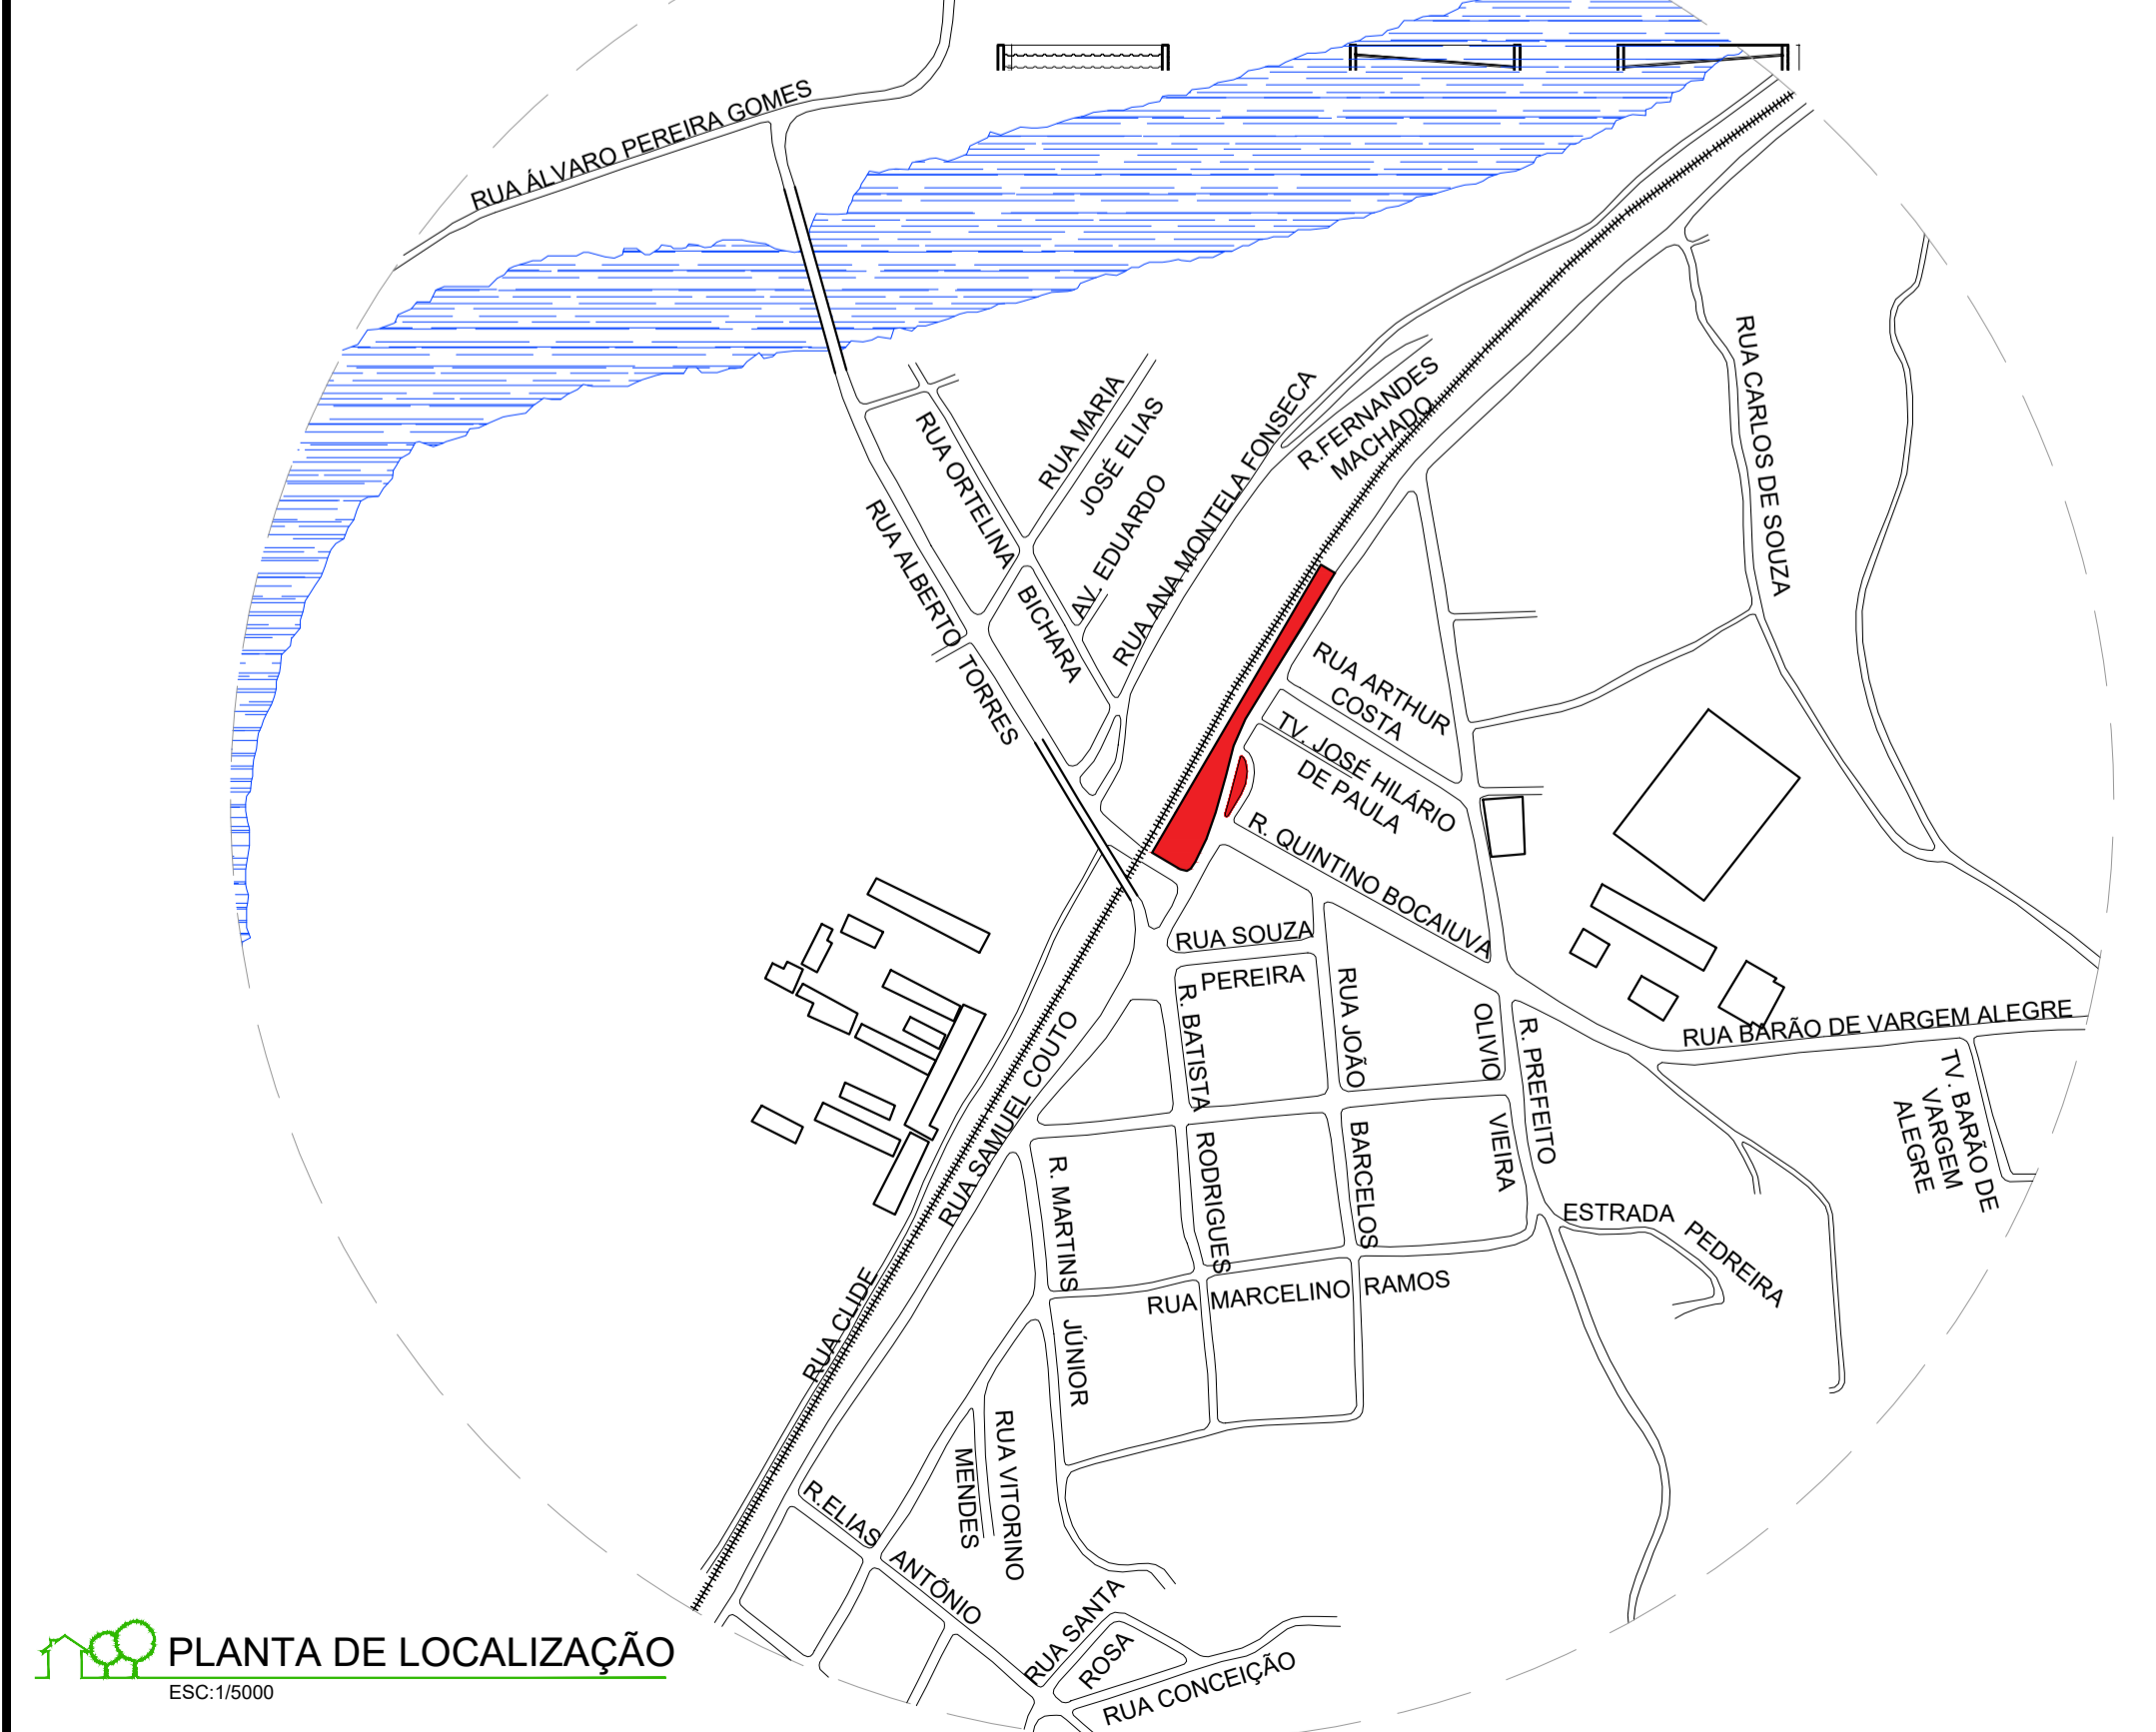 RUA ÁLVARO PEREIRA GOMES
RUA MARIA
JOSÉ ELIAS
AV. EDUARDO
RUA ORTELINA
BICHARA
RUA ALBERTO
TORRES
RUA ANA MONTELA FONSECA
R.FERNANDES
MACHADO
RUA CARLOS DE SOUZA
RUA ARTHUR
COSTA
TV. JOSÉ HILÁRIO
DE PAULA
R. QUINTINO BOCAIUVA
RUA SOUZA
PEREIRA
R. BATISTA
RODRIGUES
RUA JOÃO
BARCELOS
OLIVIO
VIEIRA
R. PREFEITO
RUA BARÃO DE VARGEM ALEGRE
TV. BARÃO DE
VARGEM
ALEGRE
ESTRADA
PEDREIRA
RUA SAMUEL COUTO
RUA CLIDE
R. MARTINS
JÚNIOR
RUA
MARCELINO
RAMOS
RUA VITORINO
MENDES
R.ELIAS
ANTÕNIO
RUA SANTA
ROSA
RUA CONCEIÇÃO
PLANTA DE LOCALIZAÇÃO
ESC:1/5000